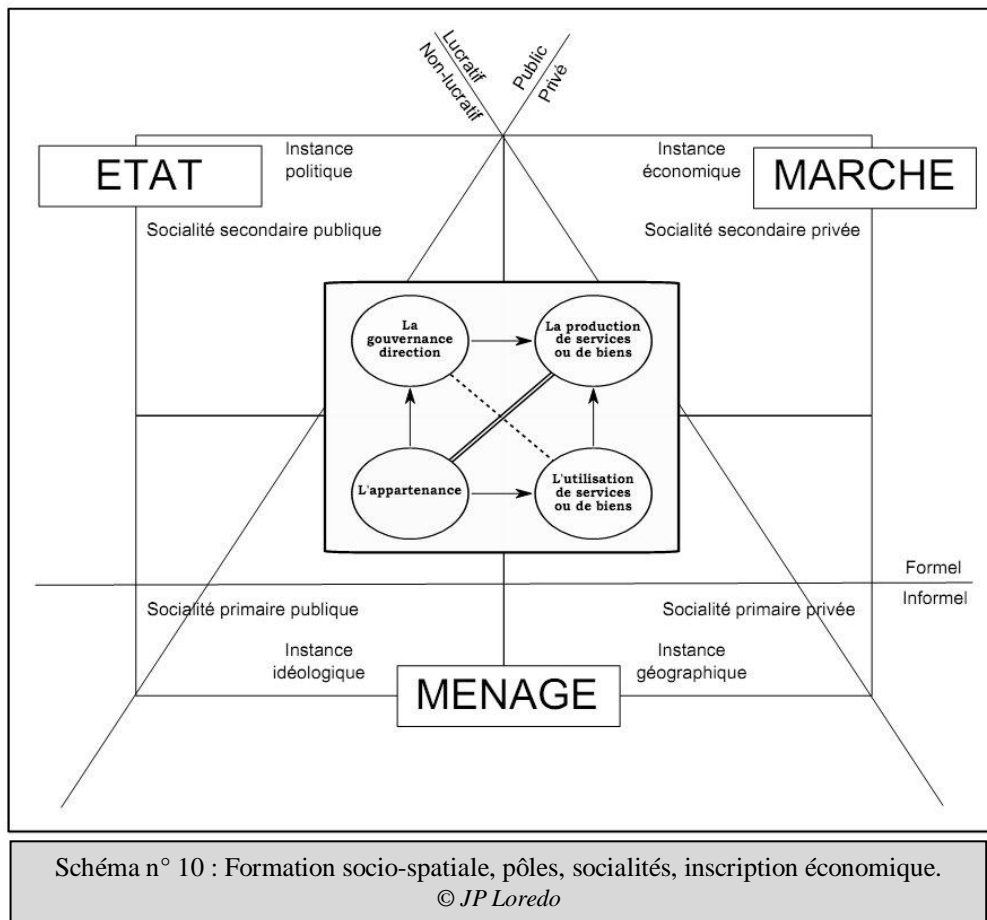 Lucratif
Non-lucratif
Public
Privé
Instance
politique
Instance
économique
ETAT
MARCHE
Socialité secondaire publique
Socialité secondaire privée
La
gouvernance
direction
La production
de services
ou de biens
L'appartenance
L'utilisation
de services
ou de biens
Formel
Informel
Socialité primaire publique
Socialité primaire privée
Instance
idéologique
Instance
géographique
MENAGE
Schéma n° 10 : Formation socio-spatiale, pôles, socialités, inscription économique.
© JP Loredo